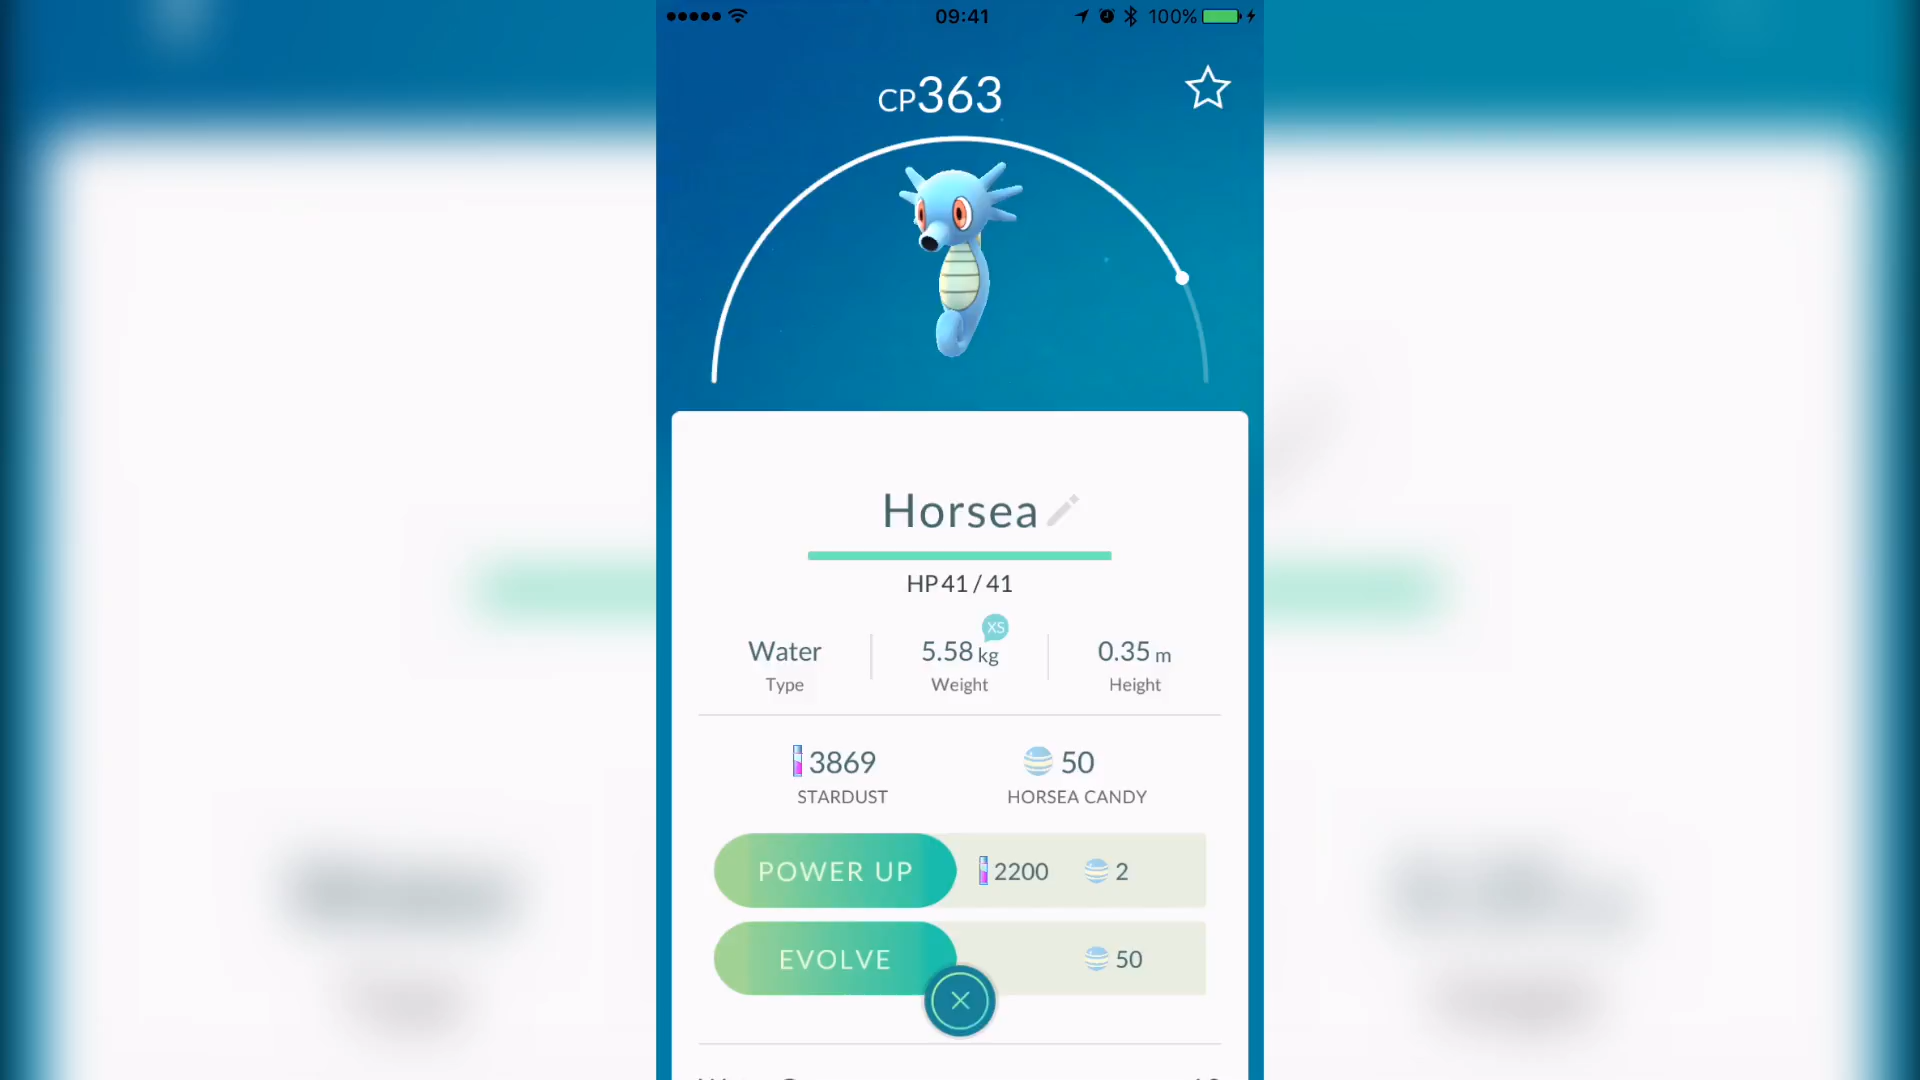 09:41 100%
CP363
Horsea
HP 41 / 41
XS
Water 5.58 kg 0.35 m
Type Weight Height
3869 50
STARDUST HORSEA CANDY
POWER UP 2200 2
EVOLVE 50